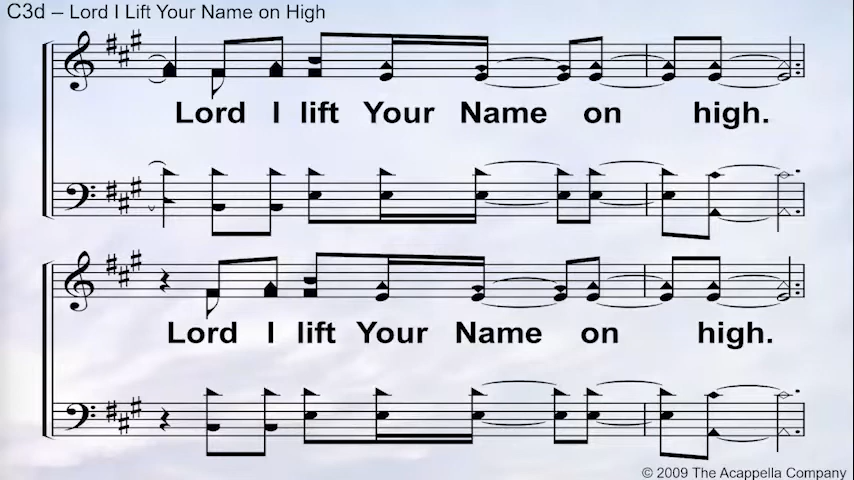 C3d – Lord I Lift Your Name on High
Lord I lift Your Name on high.
Lord I lift Your Name on high.
© 2009 The Acappella Company